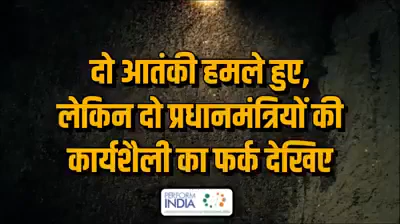 दो आतंकी हमले हुए,
लेकिन दो प्रधानमंत्रियों की
कार्यशैली का फर्क देखिए
PERFORM
INDIA